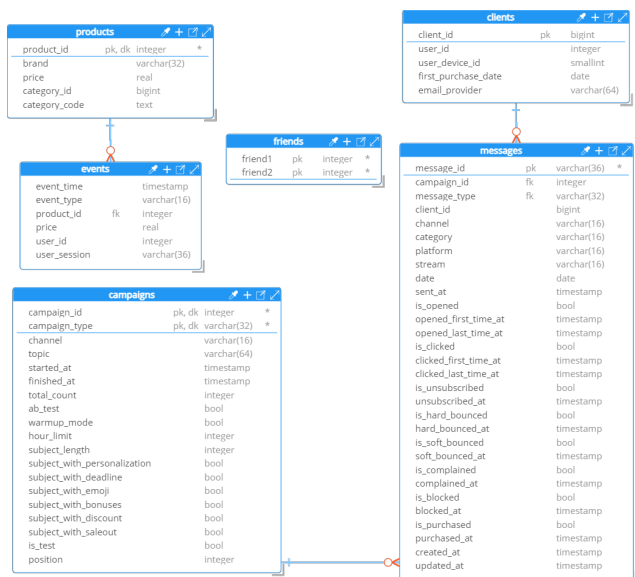 products
product_id pk, dk integer *
brand varchar(32)
price real
category_id bigint
category_code text
clients
client_id pk bigint
user_id integer
user_device_id smallint
first_purchase_date date
email_provider varchar(64)
friends
friend1 pk integer *
friend2 pk integer *
events
event_time timestamp
event_type varchar(16)
product_id fk integer
price real
user_id integer
user_session varchar(36)
messages
message_id pk varchar(36) *
campaign_id fk integer
message_type fk varchar(32)
client_id bigint
channel varchar(16)
category varchar(16)
platform varchar(16)
stream varchar(16)
date date
sent_at timestamp
is_opened bool
opened_first_time_at timestamp
opened_last_time_at timestamp
is_clicked bool
clicked_first_time_at timestamp
clicked_last_time_at timestamp
is_unsubscribed bool
unsubscribed_at timestamp
is_hard_bounced bool
hard_bounced_at timestamp
is_soft_bounced bool
soft_bounced_at timestamp
is_complained bool
complained_at timestamp
is_blocked bool
blocked_at timestamp
is_purchased bool
purchased_at timestamp
created_at timestamp
updated_at timestamp
campaigns
campaign_id pk, dk integer *
campaign_type pk, dk varchar(32) *
channel varchar(16)
topic varchar(64)
started_at timestamp
finished_at timestamp
total_count integer
ab_test bool
warmup_mode bool
hour_limit integer
subject_length integer
subject_with_personalization bool
subject_with_deadline bool
subject_with_emoji bool
subject_with_bonuses bool
subject_with_discount bool
subject_with_saleout bool
is_test bool
position integer